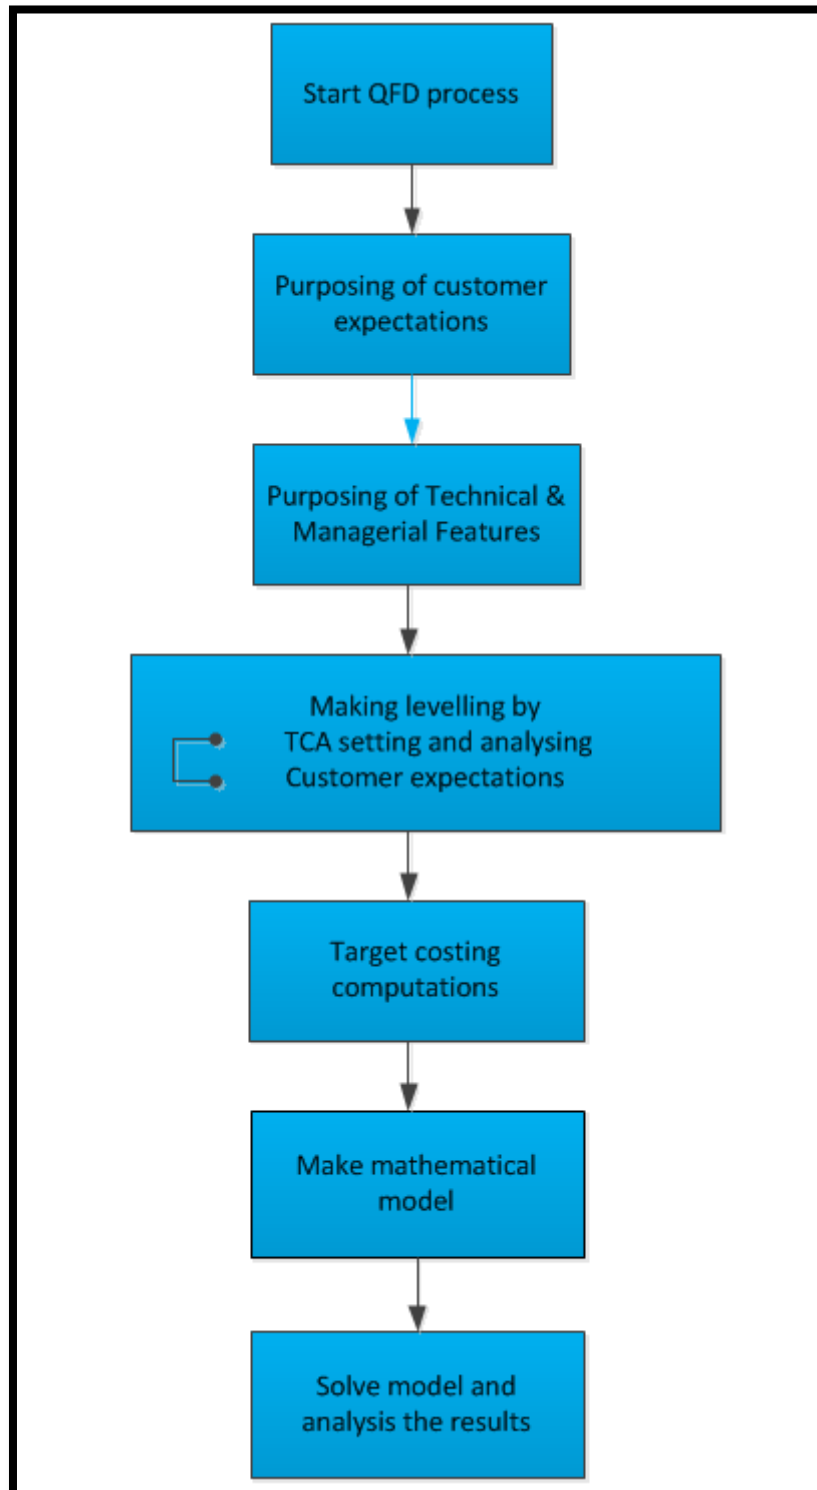 Start QFD process
Purposing of customer
expectations
Purposing of Technical &
Managerial Features
Making levelling by
TCA setting and analysing
Customer expectations
Target costing
computations
Make mathematical
model
Solve model and
analysis the results